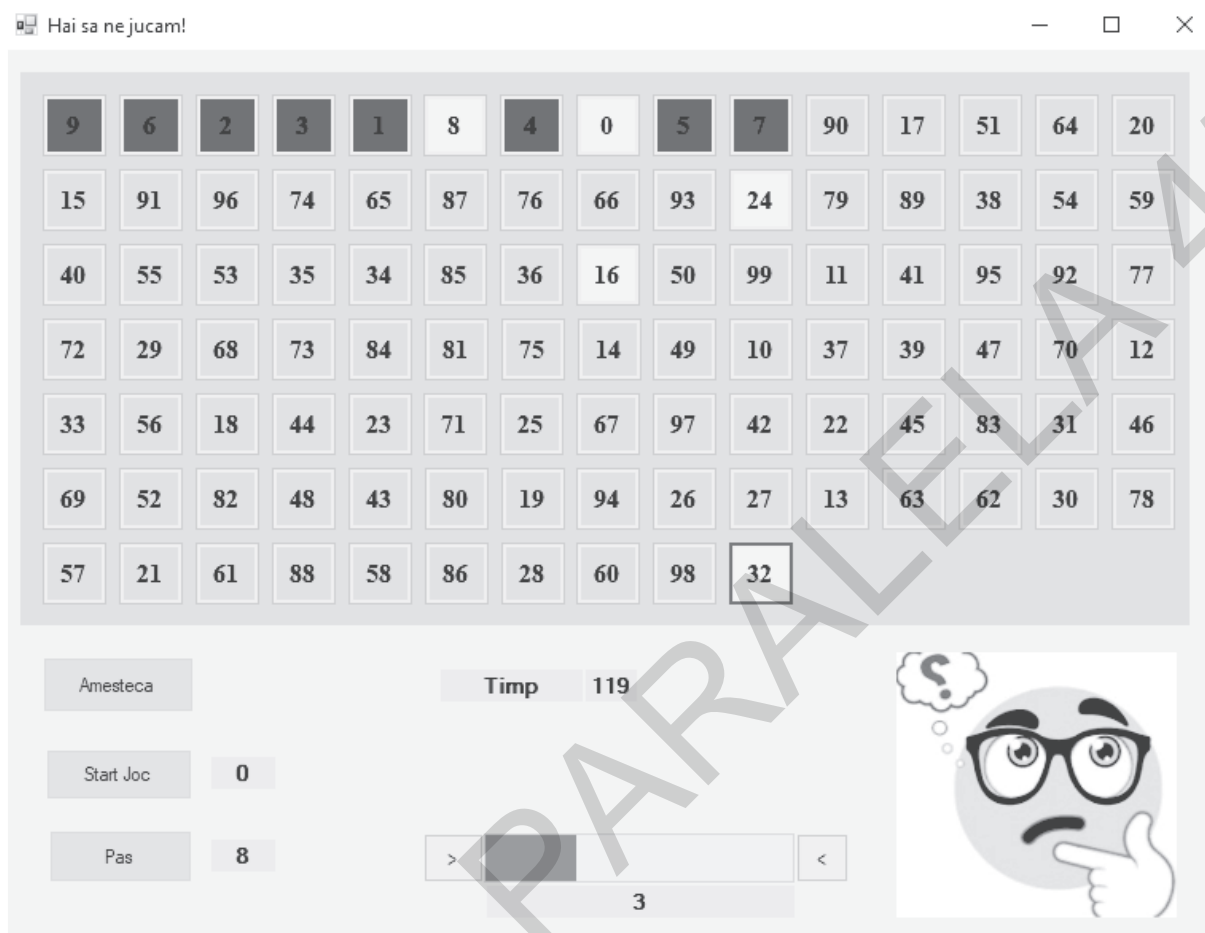 Hai sa ne jucam!
9 6 2 3 1 8 4 0 5 7 90 17 51 64 20
15 91 96 74 65 87 76 66 93 24 79 89 38 54 59
40 55 53 35 34 85 36 16 50 99 11 41 95 92 77
72 29 68 73 84 81 75 14 49 10 37 39 47 70 12
33 56 18 44 23 71 25 67 97 42 22 45 83 31 46
69 52 82 48 43 80 19 94 26 27 13 63 62 30 78
57 21 61 88 58 86 28 60 98 32
Amesteca Timp 119
Start Joc 0
Pas 8 > <
3
?
PARALELA 4